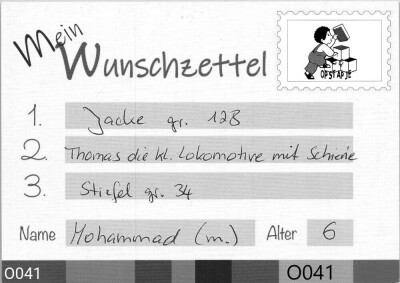 Mein
Wunschzettel
OPSTAPJE
1. Jacke gr. 128
2. Thomas die kl. Lokomotive mit Schiene
3. Stiefel gr. 34
Name Mohammad (m.) Alter 6
0041 0041